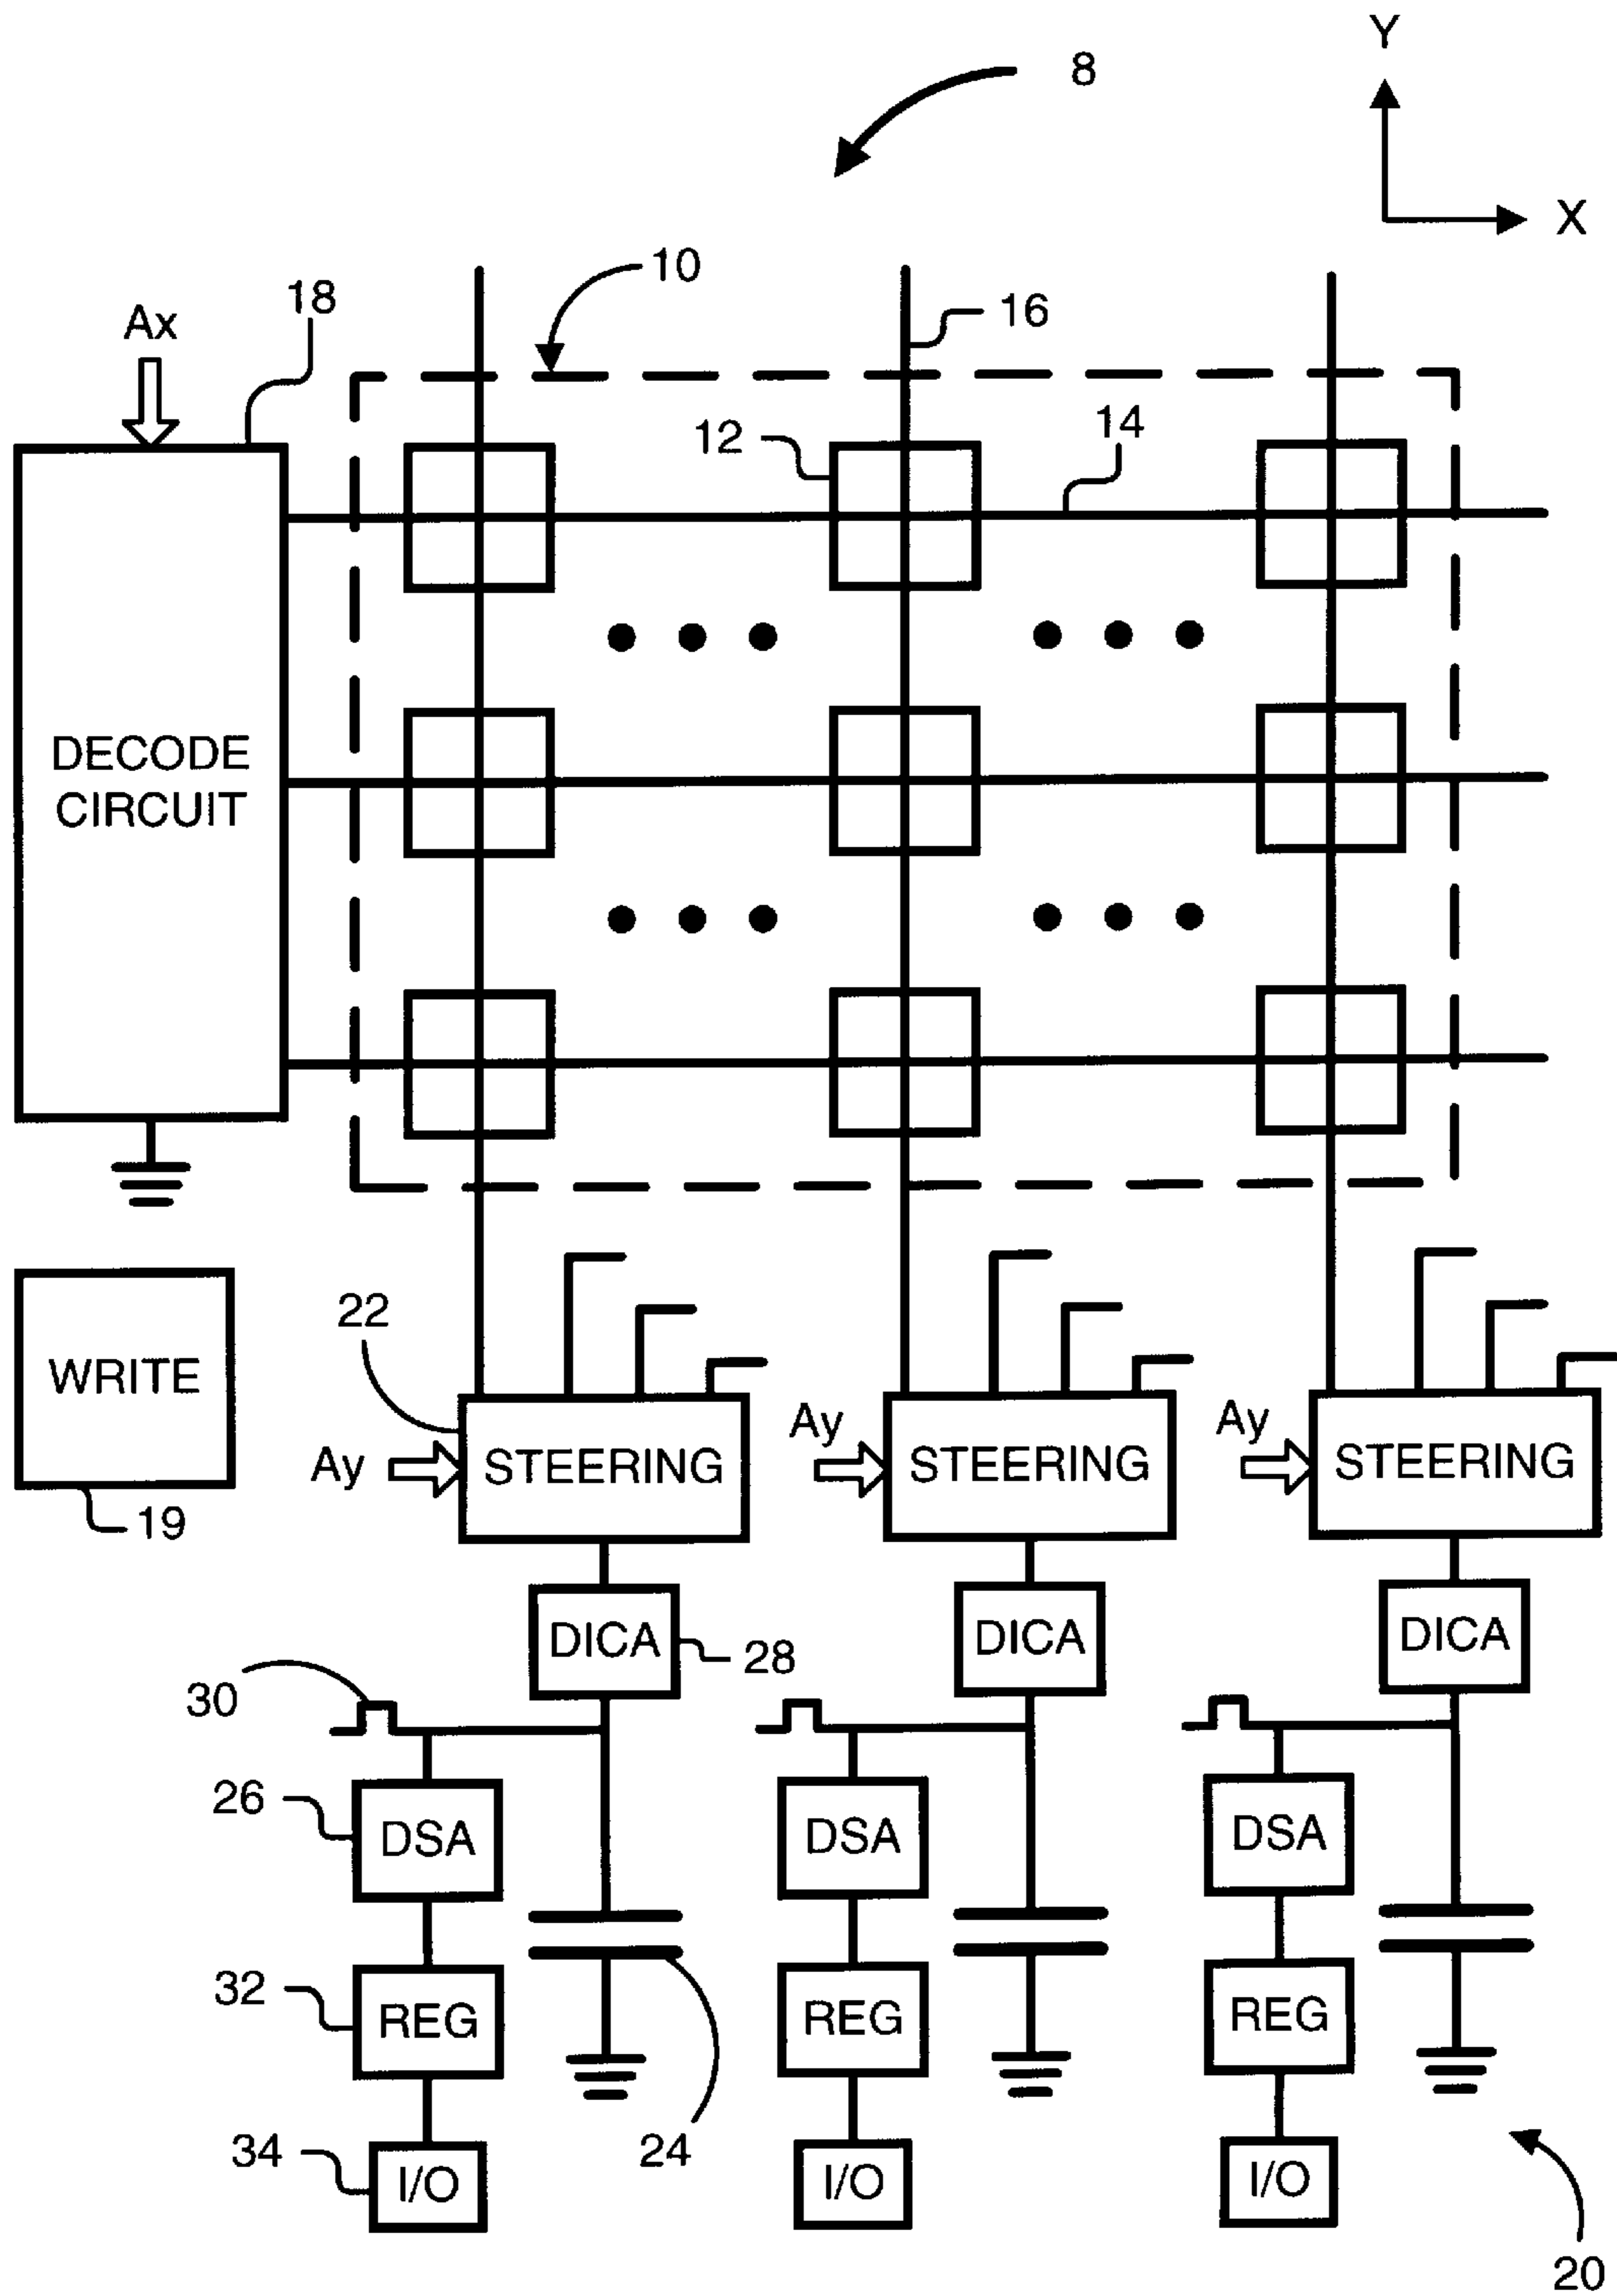 Y
8
X
10
18
Ax
16
12
14
DECODE
CIRCUIT
22
WRITE
Ay
STEERING
Ay
STEERING
Ay
STEERING
19
DICA
28
DICA
DICA
30
26
DSA
DSA
DSA
32
REG
REG
REG
34
I/O
24
I/O
I/O
20